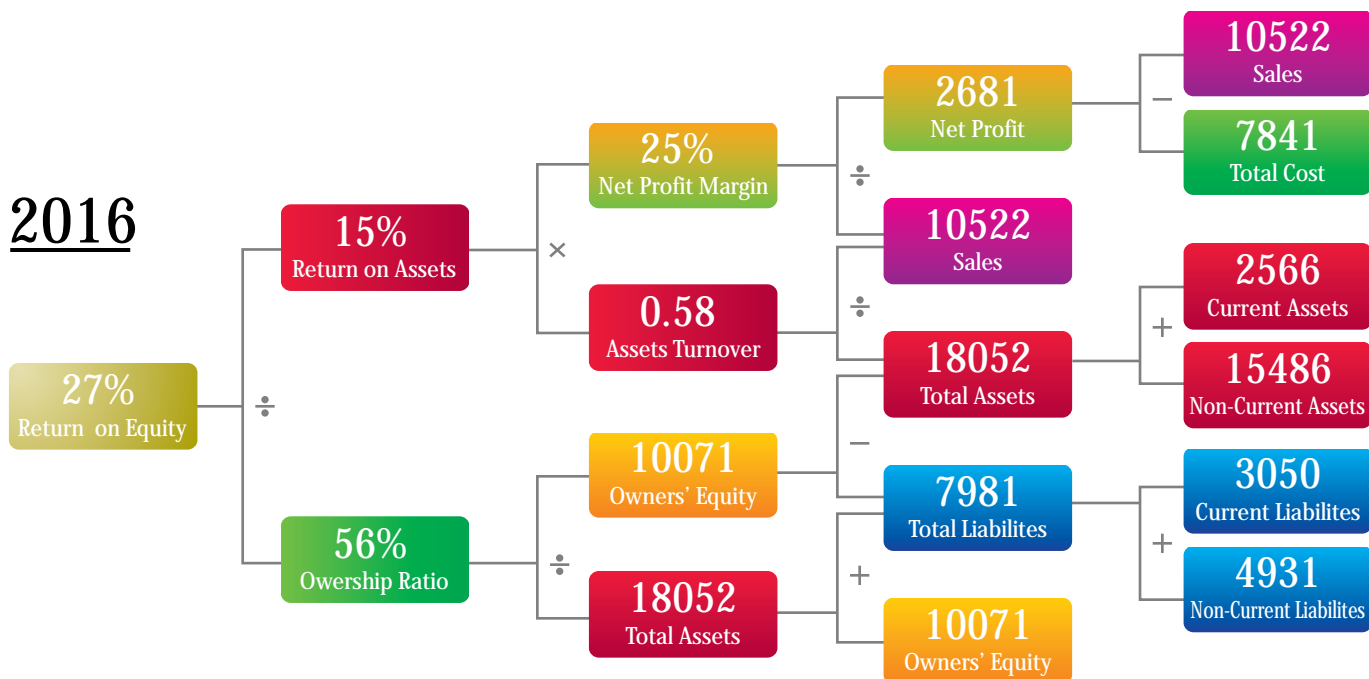 2016
27%
Return on Equity
÷
15%
Return on Assets
56%
Owership Ratio
×
÷
25%
Net Profit Margin
0.58
Assets Turnover
10071
Owners' Equity
18052
Total Assets
÷
÷
−
+
2681
Net Profit
10522
Sales
18052
Total Assets
7981
Total Liabilites
10071
Owners' Equity
−
+
+
10522
Sales
7841
Total Cost
2566
Current Assets
15486
Non-Current Assets
3050
Current Liabilites
4931
Non-Current Liabilites